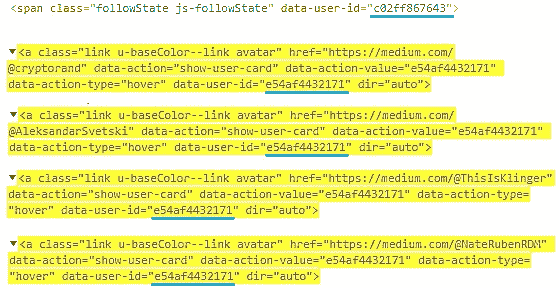 <span class="followState js-followState" data-user-id="c02ff867643">
▼<a class="link u-baseColor--link avatar" href="https://medium.com/
@cryptorand" data-action="show-user-card" data-action-value="e54af4432171"
data-action-type="hover" data-user-id="e54af4432171" dir="auto">
▼<a class="link u-baseColor--link avatar" href="https://medium.com/
@AleksandarSvetski" data-action="show-user-card" data-action-value="e54af4432171"
data-action-type="hover" data-user-id="e54af4432171" dir="auto">
▼<a class="link u-baseColor--link avatar" href="https://medium.com/@ThisIsKlinger"
data-action="show-user-card" data-action-value="e54af4432171" data-action-type=
"hover" data-user-id="e54af4432171" dir="auto">
▼<a class="link u-baseColor--link avatar" href="https://medium.com/@NateRubenRDM"
data-action="show-user-card" data-action-value="e54af4432171" data-action-type=
"hover" data-user-id="e54af4432171" dir="auto">